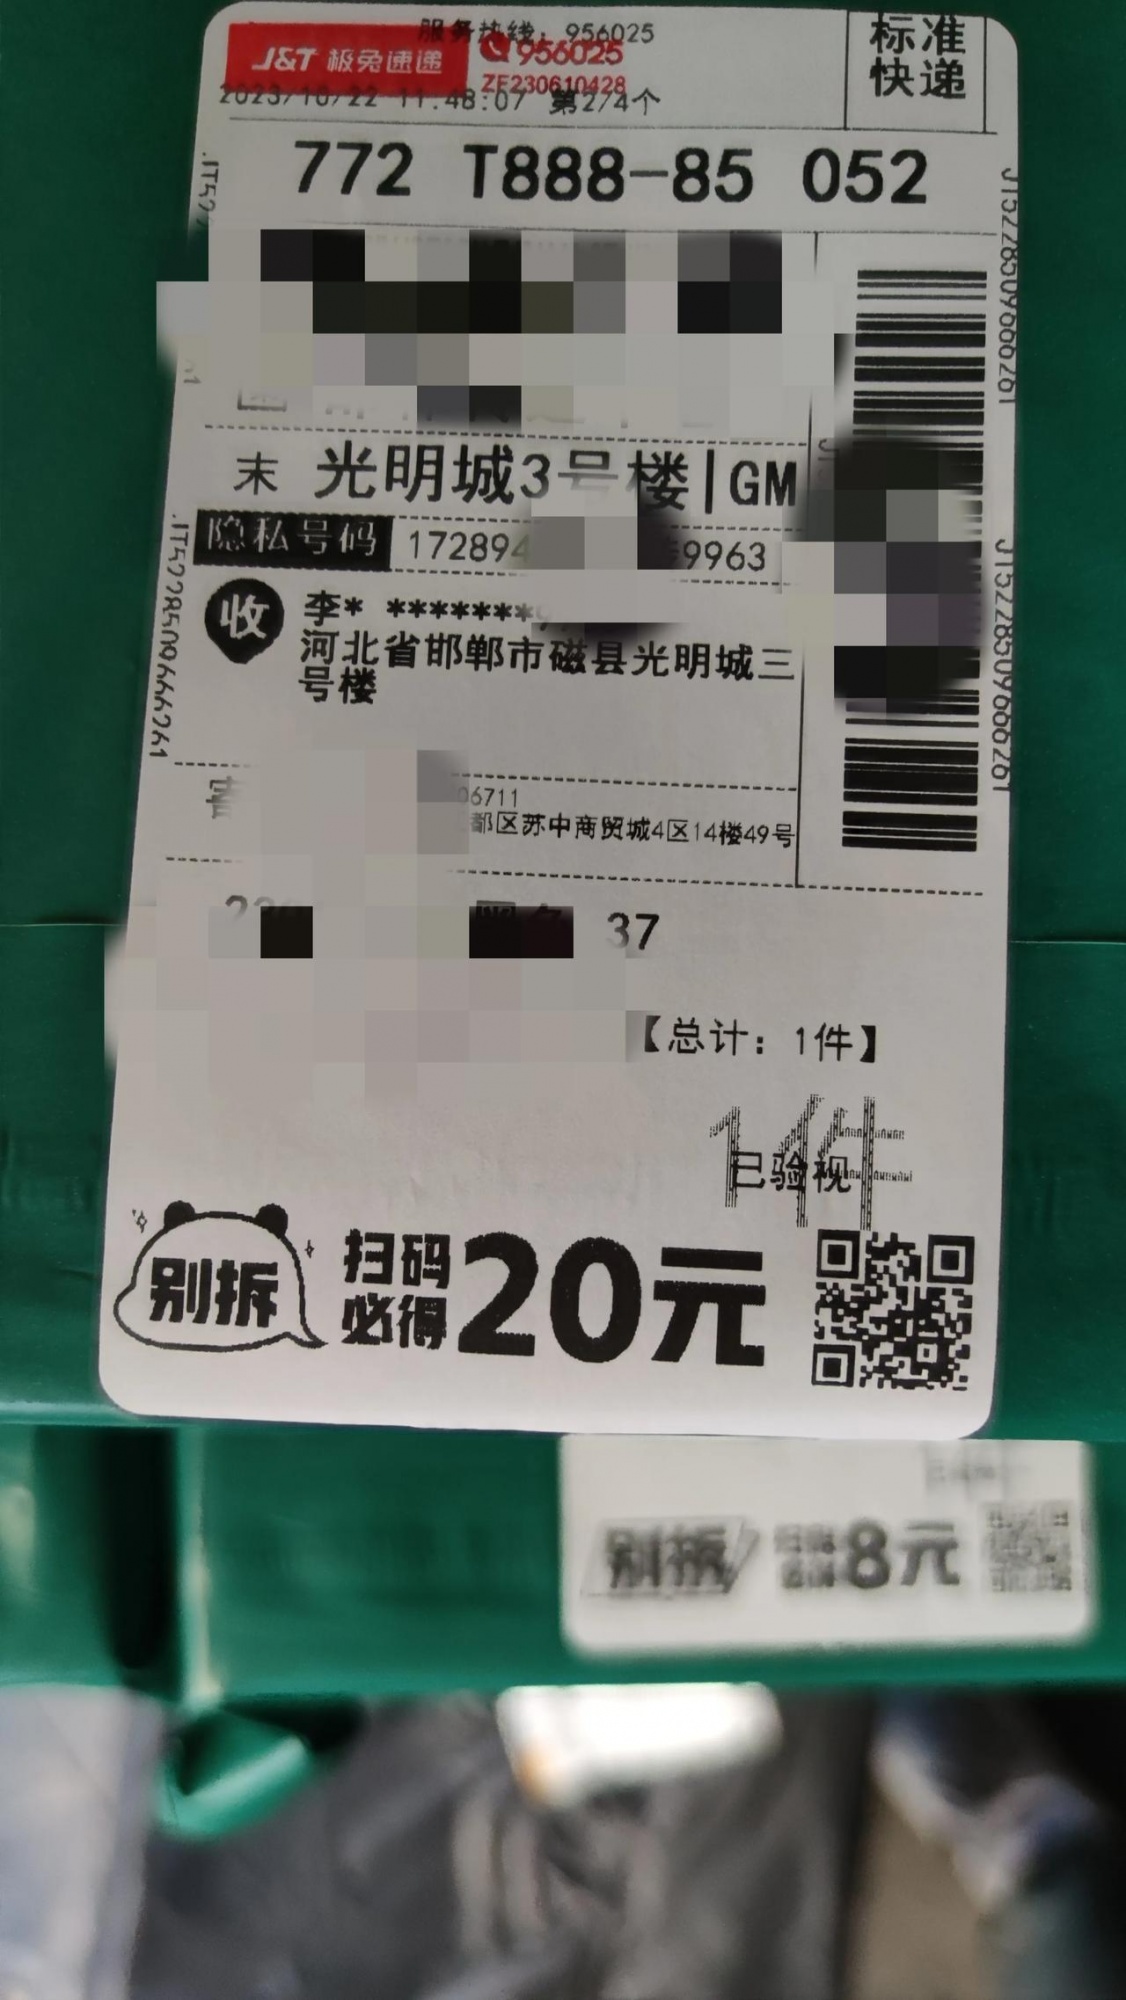 服务热线：956025
J&T 极兔速递
956025
ZF230610428
2023/10/22 11:48:07 第2/4个
标准
快递
772 T888-85 052
末 光明城3号楼|GM
隐私号码 172894
9963
收
李* *******
河北省邯郸市磁县光明城三
号楼
寄
06711
都区苏中商贸城4区14楼49号
37
【总计：1件】
1件
已验视
别拆
扫码
必得
20元
JT5228509666261
JT5228509666261
JT5228509666261
别拆
8元